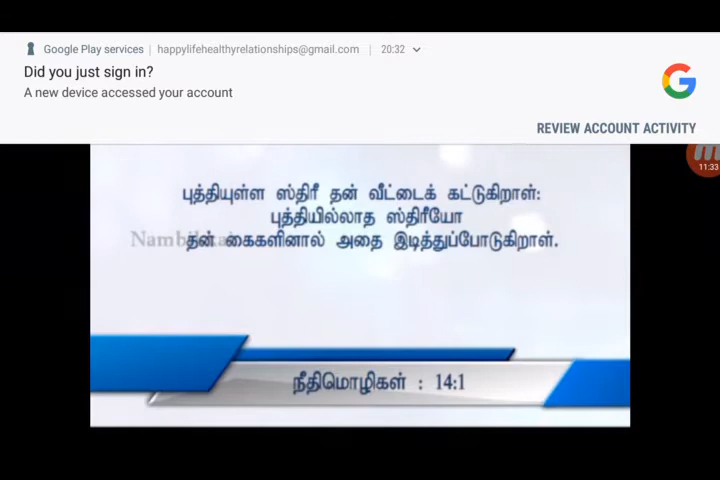 Google Play services | happylifehealthyrelationships@gmail.com | 20:32
Did you just sign in?
A new device accessed your account
REVIEW ACCOUNT ACTIVITY
11:33
புத்தியுள்ள ஸ்திரீ தன் வீட்டைக் கட்டுகிறாள்:
புத்தியில்லாத ஸ்திரீயோ
தன் கைகளினால் அதை இடித்துப்போடுகிறாள்.
நீதிமொழிகள் : 14:1